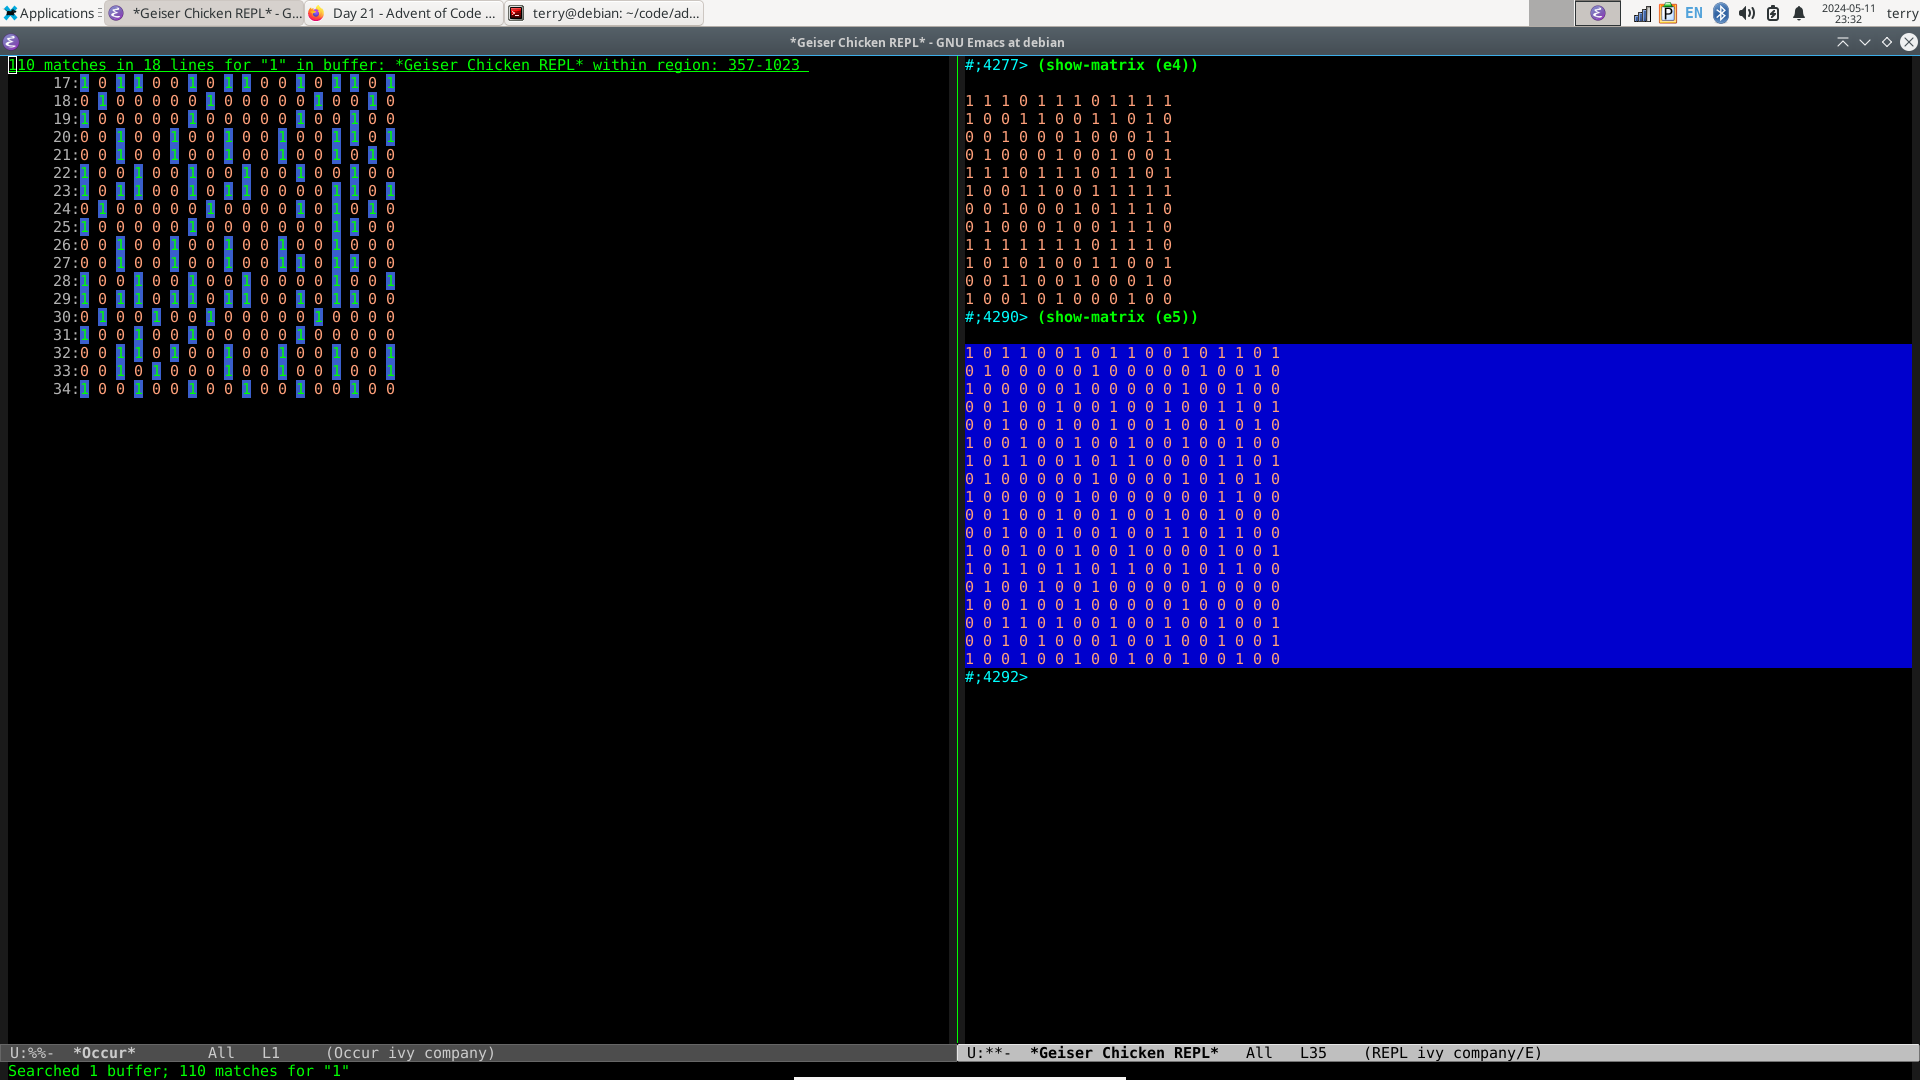 Applications
*Geiser Chicken REPL* - G...
Day 21 - Advent of Code ...
terry@debian: ~/code/ad...
EN
2024-05-11
23:32
terry
*Geiser Chicken REPL* - GNU Emacs at debian
110 matches in 18 lines for "1" in buffer: *Geiser Chicken REPL* within region: 357-1023
17:1 0 1 1 0 0 1 0 1 1 0 0 1 0 1 1 0 1
18:0 1 0 0 0 0 0 1 0 0 0 0 0 1 0 0 1 0
19:1 0 0 0 0 0 1 0 0 0 0 0 1 0 0 1 0 0
20:0 0 1 0 0 1 0 0 1 0 0 1 0 0 1 1 0 1
21:0 0 1 0 0 1 0 0 1 0 0 1 0 0 1 0 1 0
22:1 0 0 1 0 0 1 0 0 1 0 0 1 0 0 1 0 0
23:1 0 1 1 0 0 1 0 1 1 0 0 0 0 1 1 0 1
24:0 1 0 0 0 0 0 1 0 0 0 0 1 0 1 0 1 0
25:1 0 0 0 0 0 1 0 0 0 0 0 0 0 1 1 0 0
26:0 0 1 0 0 1 0 0 1 0 0 1 0 0 1 0 0 0
27:0 0 1 0 0 1 0 0 1 0 0 1 1 0 1 1 0 0
28:1 0 0 1 0 0 1 0 0 1 0 0 0 0 1 0 0 1
29:1 0 1 1 0 1 1 0 1 1 0 0 1 0 1 1 0 0
30:0 1 0 0 1 0 0 1 0 0 0 0 0 1 0 0 0 0
31:1 0 0 1 0 0 1 0 0 0 0 0 1 0 0 0 0 0
32:0 0 1 1 0 1 0 0 1 0 0 1 0 0 1 0 0 1
33:0 0 1 0 1 0 0 0 1 0 0 1 0 0 1 0 0 1
34:1 0 0 1 0 0 1 0 0 1 0 0 1 0 0 1 0 0
#;4277> (show-matrix (e4))
1 1 1 0 1 1 1 0 1 1 1 1
1 0 0 1 1 0 0 1 1 0 1 0
0 0 1 0 0 0 1 0 0 0 1 1
0 1 0 0 0 1 0 0 1 0 0 1
1 1 1 0 1 1 1 0 1 1 0 1
1 0 0 1 1 0 0 1 1 1 1 1
0 0 1 0 0 0 1 0 1 1 1 0
0 1 0 0 0 1 0 0 1 1 1 0
1 1 1 1 1 1 1 0 1 1 1 0
1 0 1 0 1 0 0 1 1 0 0 1
0 0 1 1 0 0 1 0 0 0 1 0
1 0 0 1 0 1 0 0 0 1 0 0
#;4290> (show-matrix (e5))
1 0 1 1 0 0 1 0 1 1 0 0 1 0 1 1 0 1
0 1 0 0 0 0 0 1 0 0 0 0 0 1 0 0 1 0
1 0 0 0 0 0 1 0 0 0 0 0 1 0 0 1 0 0
0 0 1 0 0 1 0 0 1 0 0 1 0 0 1 1 0 1
0 0 1 0 0 1 0 0 1 0 0 1 0 0 1 0 1 0
1 0 0 1 0 0 1 0 0 1 0 0 1 0 0 1 0 0
1 0 1 1 0 0 1 0 1 1 0 0 0 0 1 1 0 1
0 1 0 0 0 0 0 1 0 0 0 0 1 0 1 0 1 0
1 0 0 0 0 0 1 0 0 0 0 0 0 0 1 1 0 0
0 0 1 0 0 1 0 0 1 0 0 1 0 0 1 0 0 0
0 0 1 0 0 1 0 0 1 0 0 1 1 0 1 1 0 0
1 0 0 1 0 0 1 0 0 1 0 0 0 0 1 0 0 1
1 0 1 1 0 1 1 0 1 1 0 0 1 0 1 1 0 0
0 1 0 0 1 0 0 1 0 0 0 0 0 1 0 0 0 0
1 0 0 1 0 0 1 0 0 0 0 0 1 0 0 0 0 0
0 0 1 1 0 1 0 0 1 0 0 1 0 0 1 0 0 1
0 0 1 0 1 0 0 0 1 0 0 1 0 0 1 0 0 1
1 0 0 1 0 0 1 0 0 1 0 0 1 0 0 1 0 0
#;4292>
U:%%-  *Occur*        All   L1     (Occur ivy company)
U:**-  *Geiser Chicken REPL*   All   L35    (REPL ivy company/E)
Searched 1 buffer; 110 matches for "1"